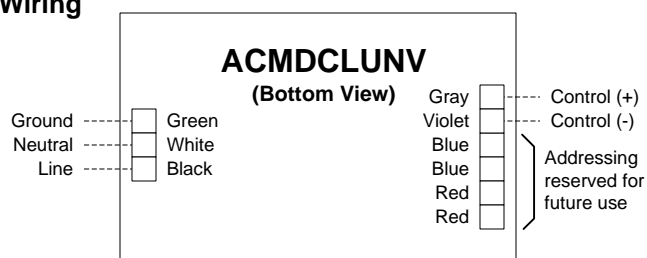 Wiring
ACMDCLUNV
(Bottom View)
Ground Green
Neutral White
Line Black
Gray Control (+)
Violet Control (-)
Blue
Blue
Red
Red
Addressing
reserved for
future use